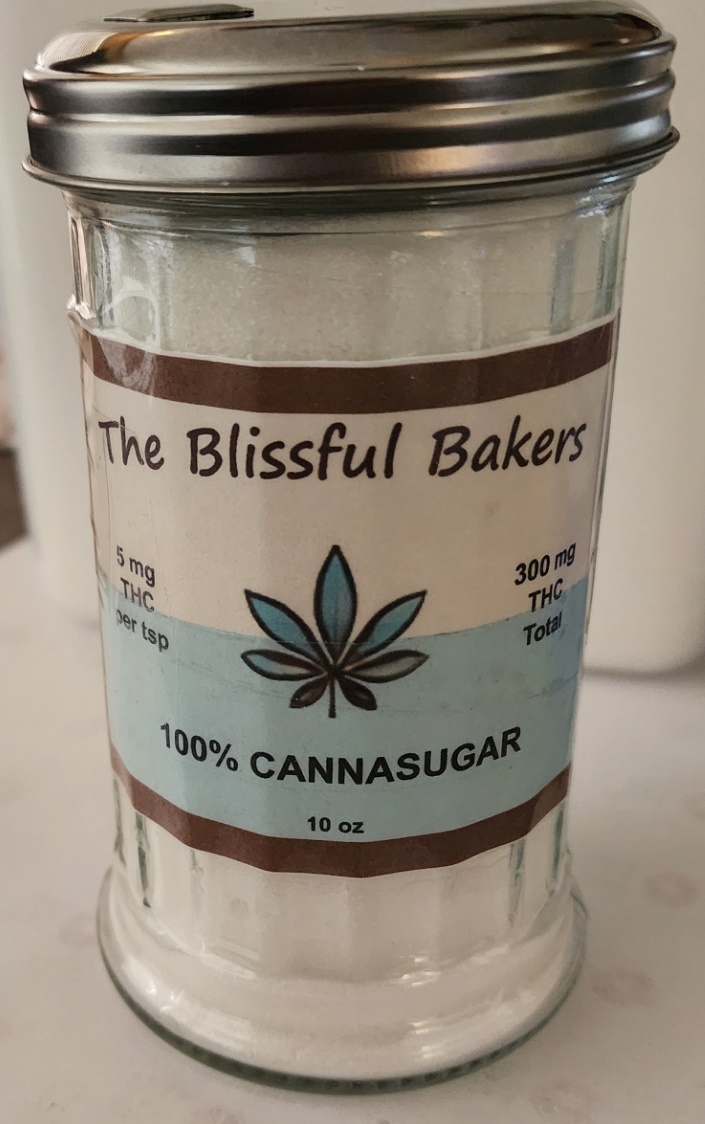 The Blissful Bakers
5 mg
THC
per tsp
300 mg
THC
Total
100% CANNASUGAR
10 oz